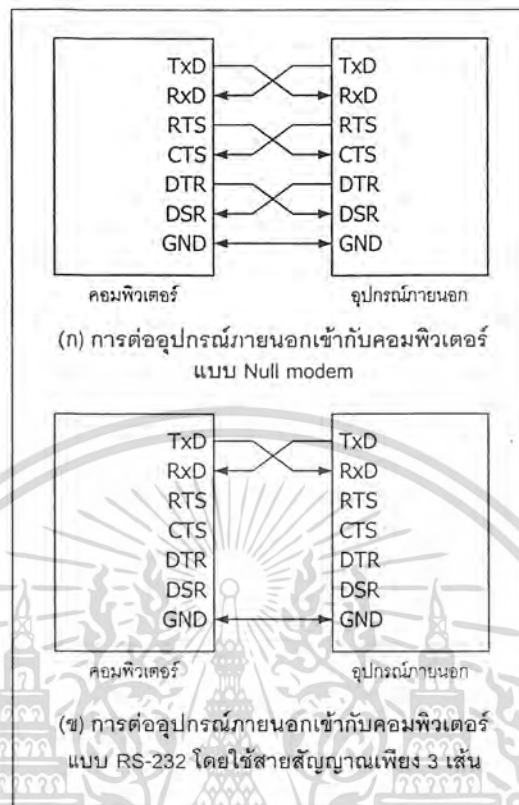 TxD TxD
RxD RxD
RTS RTS
CTS CTS
DTR DTR
DSR DSR
GND GND
คอมพิวเตอร์ อุปกรณ์ภายนอก
(ก) การต่ออุปกรณ์ภายนอกเข้ากับคอมพิวเตอร์
แบบ Null modem
TxD TxD
RxD RxD
RTS RTS
CTS CTS
DTR DTR
DSR DSR
GND GND
คอมพิวเตอร์ อุปกรณ์ภายนอก
(ข) การต่ออุปกรณ์ภายนอกเข้ากับคอมพิวเตอร์
แบบ RS-232 โดยใช้สายสัญญาณเพียง 3 เส้น